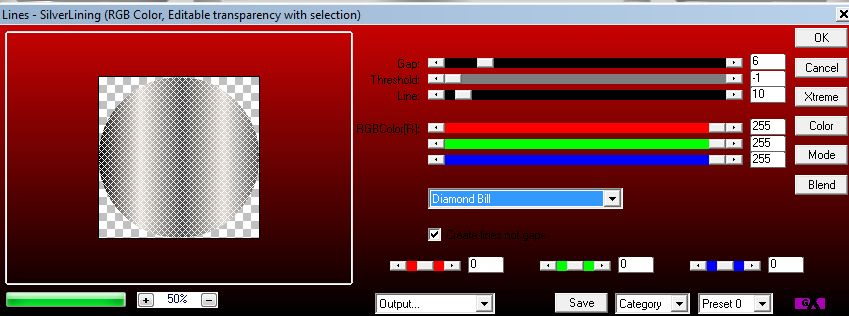 Lines - SilverLining (RGB Color, Editable transparency with selection)
Gap: 6
OK
Threshold: -1
Cancel
Line: 10
Xtreme
RGBColor[R]: 255
Color
255
255
Mode
Diamond Bill
Blend
Create lines not gaps
0 0 0
+ 50% -
Output...
Save
Category
Preset 0